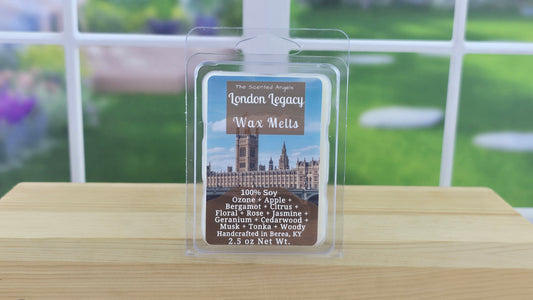 The Scented Angels
London Legacy
Wax Melts
100% Soy
Ozone + Apple +
Bergamot + Citrus +
Floral + Rose + Jasmine +
Geranium + Cedarwood +
Musk + Tonka + Woody
Handcrafted in Berea, KY
2.5 oz Net Wt.